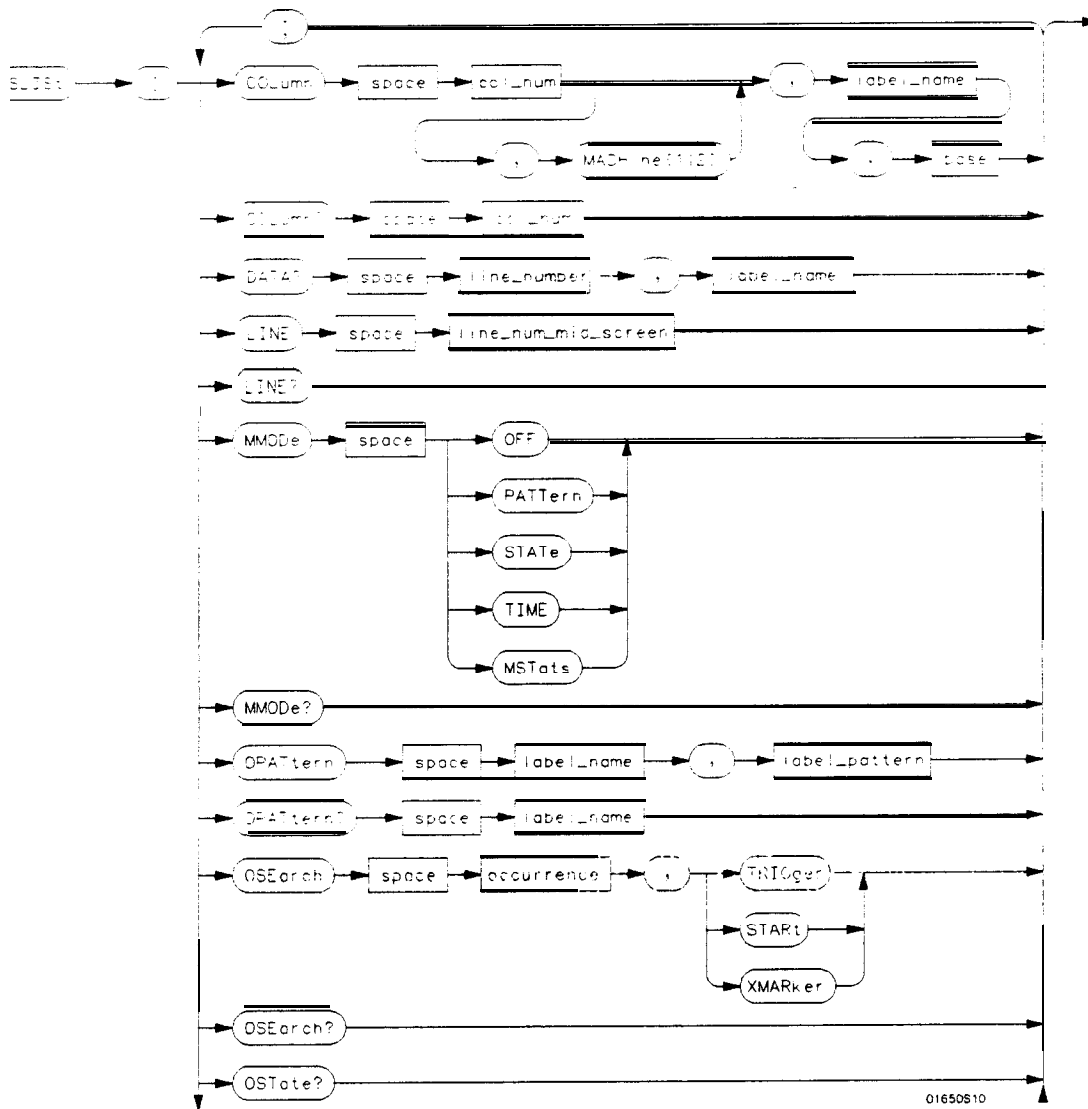 ;
SLISt : COLumn space col_num , label_name
, MACHine{1|2} , base
COLumn? space col_num
DATA? space line_number , label_name
LINE space line_num_mid_screen
LINE?
MMODe space OFF
PATTern
STATe
TIME
MSTats
MMODe?
OPATtern space label_name , label_pattern
OPATtern? space label_name
OSEarch space occurrence , TRIGger
STARt
XMARker
OSEarch?
OSTate?
01650S10